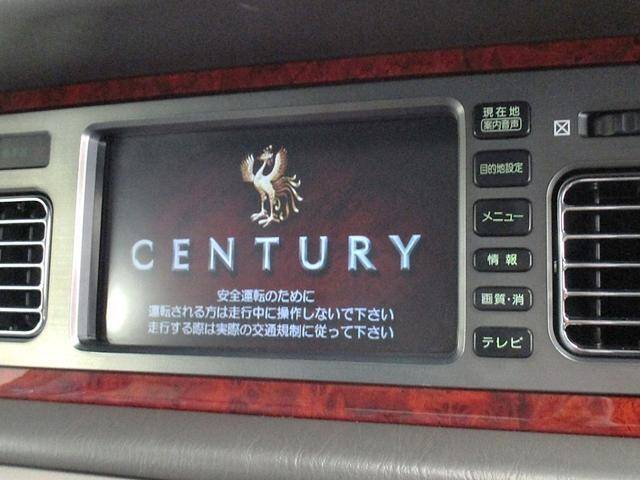 CENTURY
安全運転のために
運転される方は走行中に操作しないで下さい
走行する際は実際の交通規制に従って下さい
現在地
案内音声
目的地設定
メニュー
情報
画質・消
テレビ